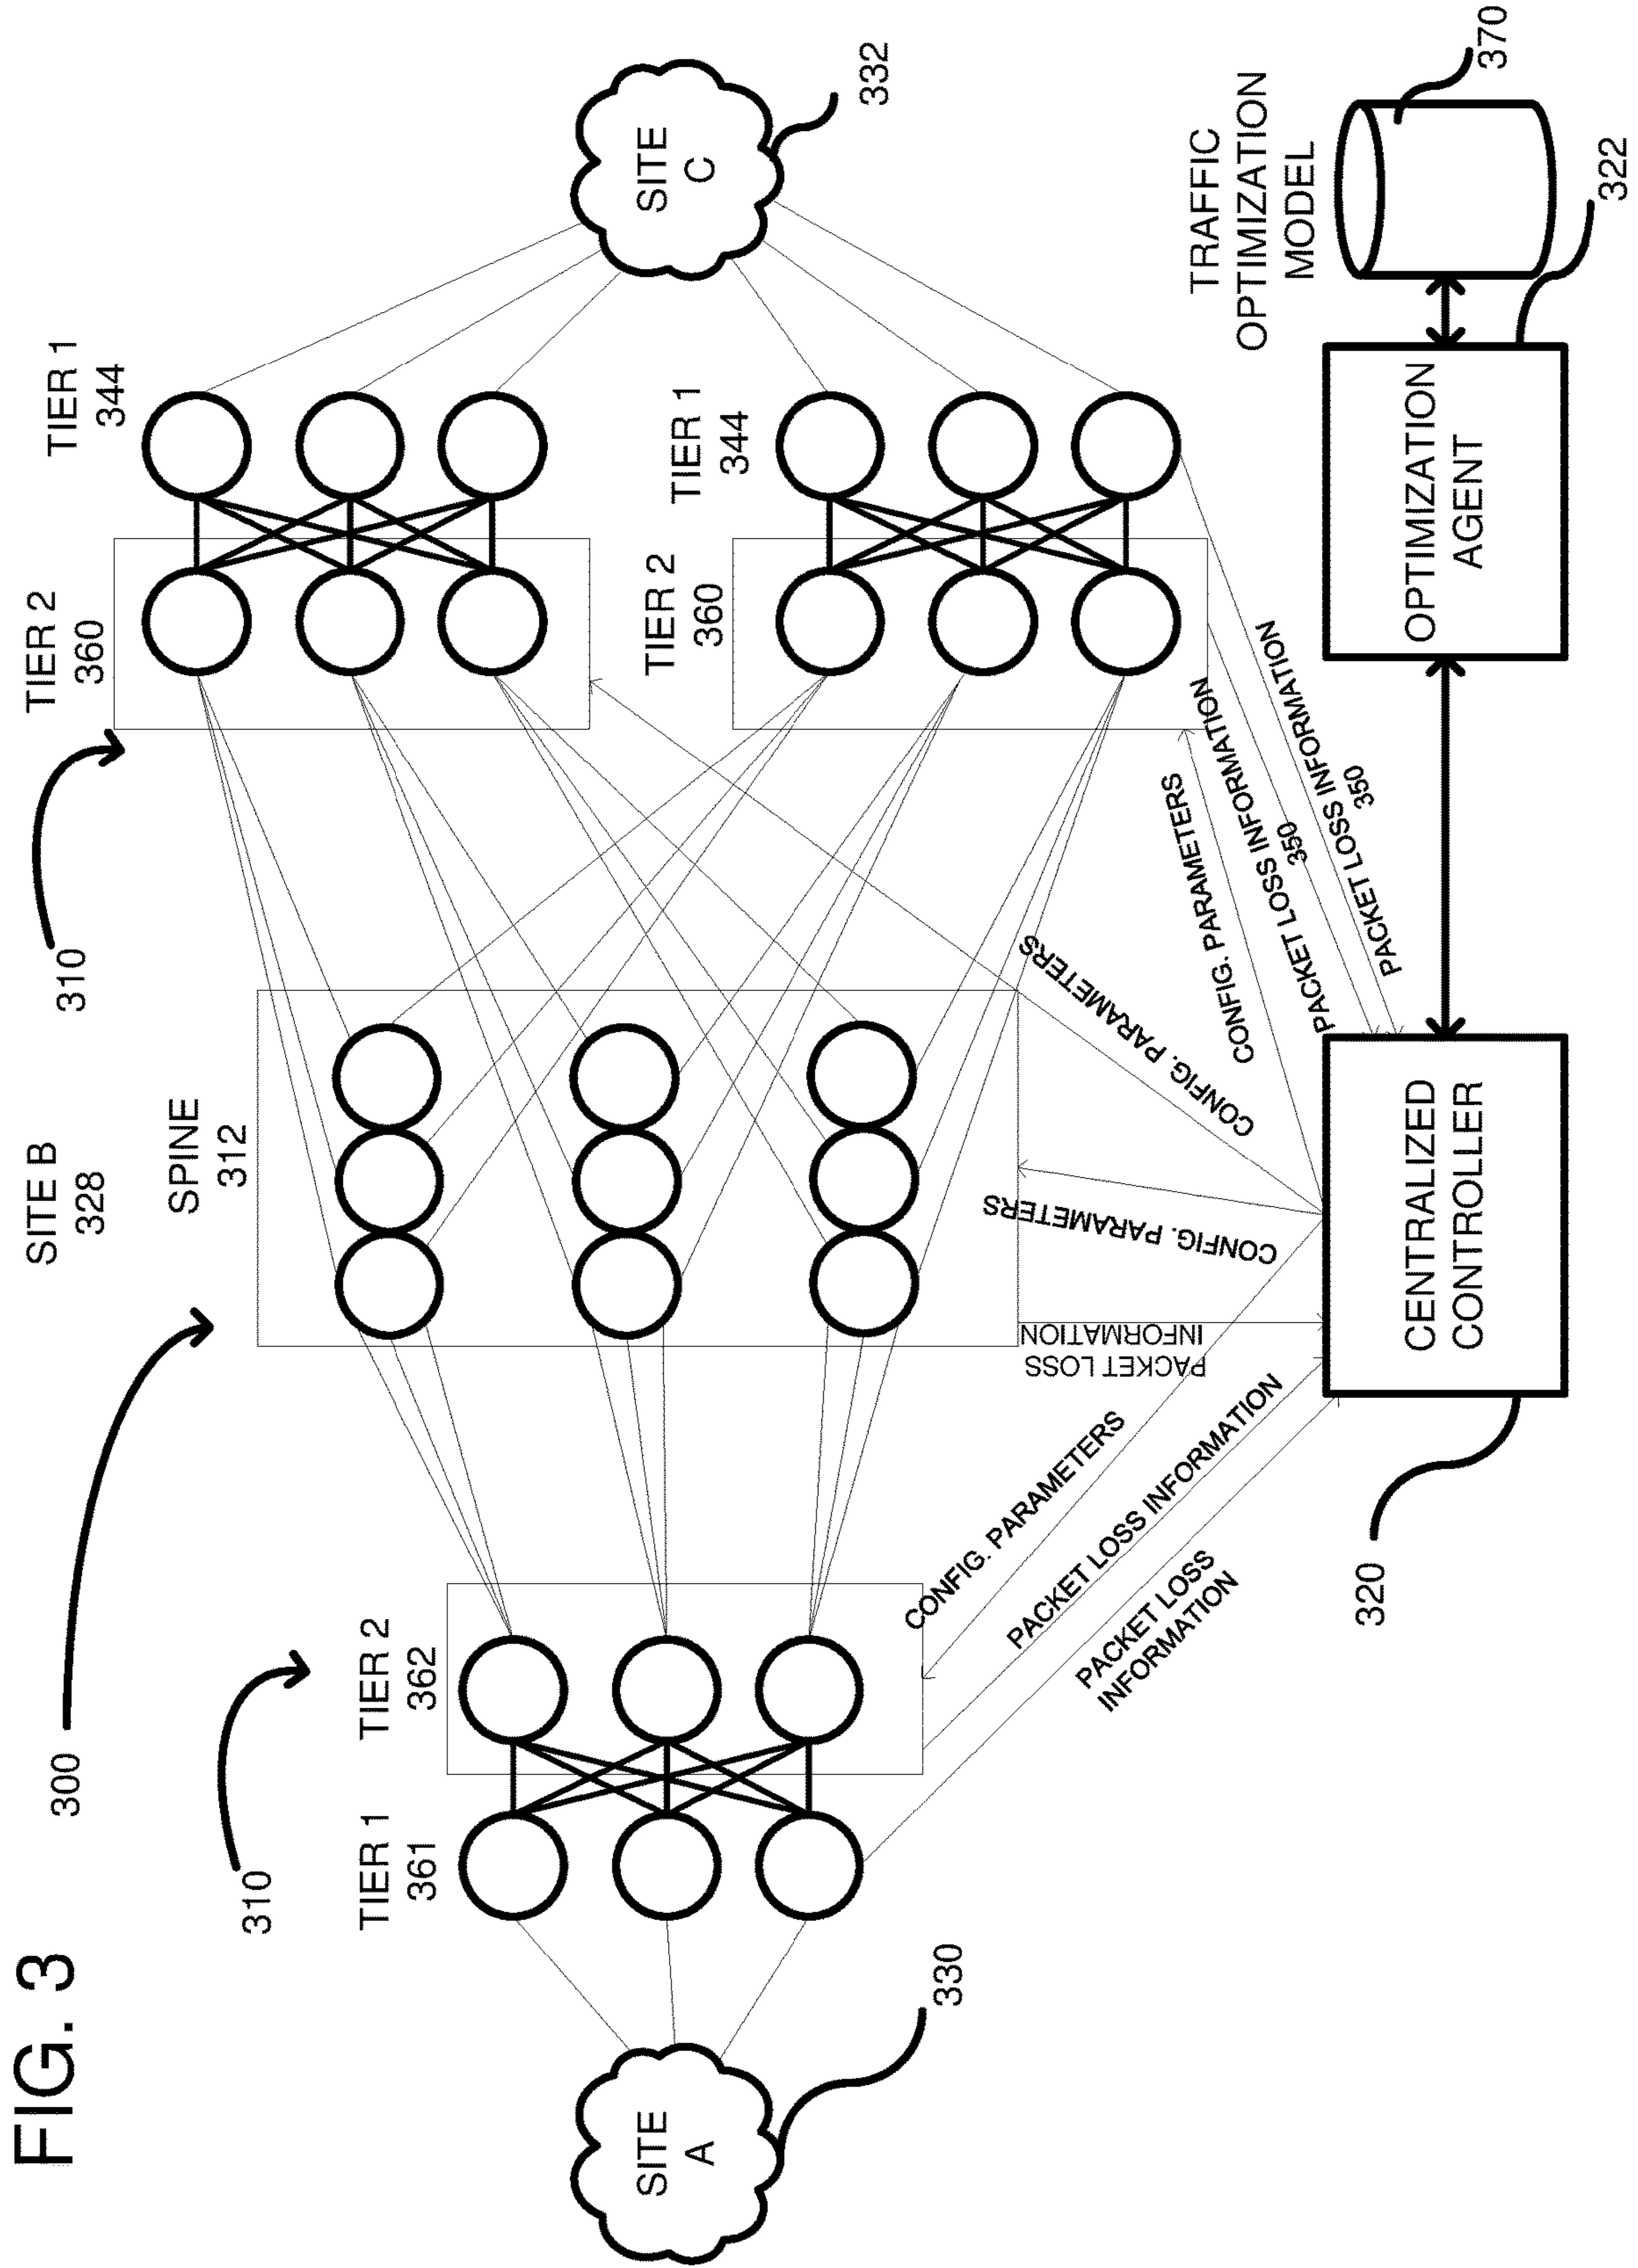 FIG. 3
300
310
SITE B
328
310
SPINE
312
TIER 2
360
TIER 1
344
TIER 1
361
TIER 2
362
TIER 2
360
TIER 1
344
SITE
A
330
SITE
C
332
CONFIG. PARAMETERS
PACKET LOSS INFORMATION
PACKET LOSS
INFORMATION
PACKET LOSS
INFORMATION
CONFIG. PARAMETERS
CONFIG. PARAMETERS
CONFIG. PARAMETERS
PACKET LOSS INFORMATION
350
PACKET LOSS INFORMATION
350
320
CENTRALIZED
CONTROLLER
OPTIMIZATION
AGENT
322
TRAFFIC
OPTIMIZATION
MODEL
370